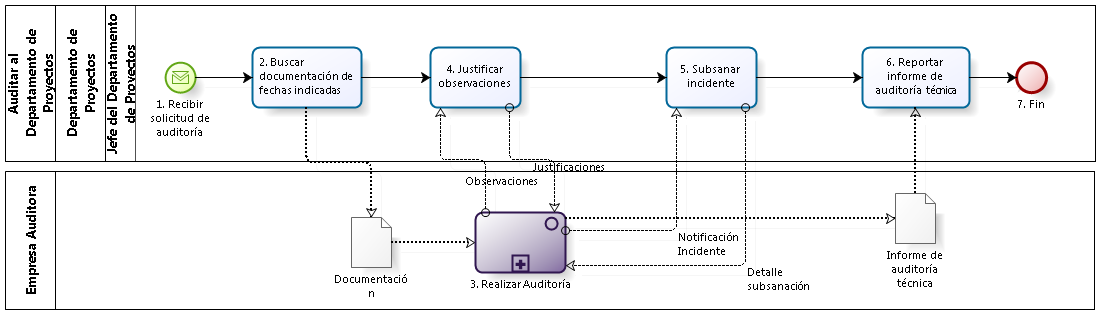 Auditar al
Departamento de
Proyectos
Departamento de
Proyectos
Jefe del Departamento
de Proyectos
1. Recibir
solicitud de
auditoría
2. Buscar
documentación de
fechas indicadas
4. Justificar
observaciones
5. Subsanar
incidente
6. Reportar
informe de
auditoría técnica
7. Fin
Justificaciones
Observaciones
Empresa Auditora
Documentació
n
3. Realizar Auditoría
Notificación
Incidente
Detalle
subsanación
Informe de
auditoría
técnica